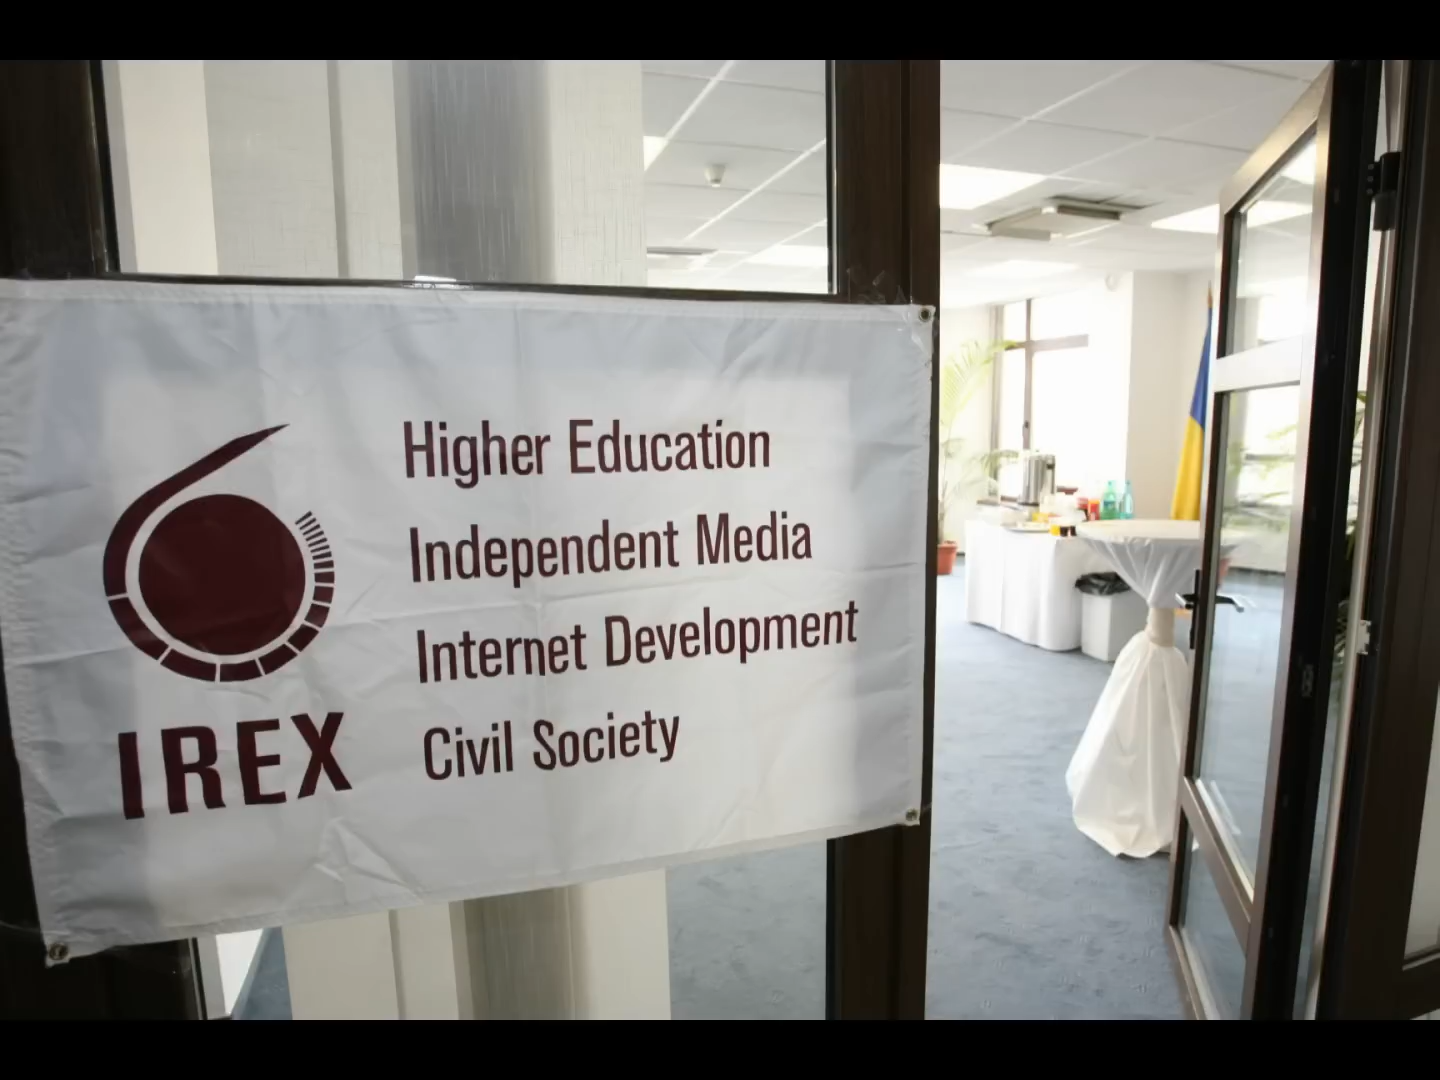 Higher Education
Independent Media
Internet Development
Civil Society
IREX